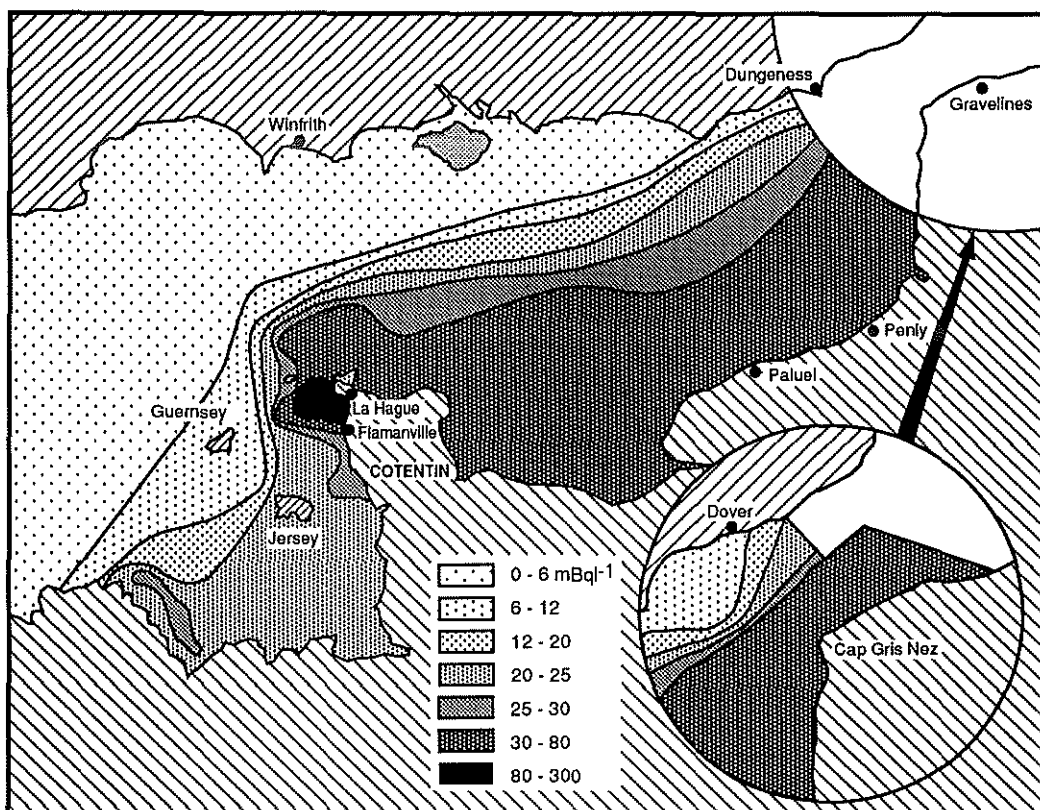 Dungeness
Gravelines
Winfrith
Penly
Paluel
Guernsey
La Hague
Flamanville
COTENTIN
Jersey
Dover
Cap Gris Nez
0 - 6 mBql-1
6 - 12
12 - 20
20 - 25
25 - 30
30 - 80
80 - 300